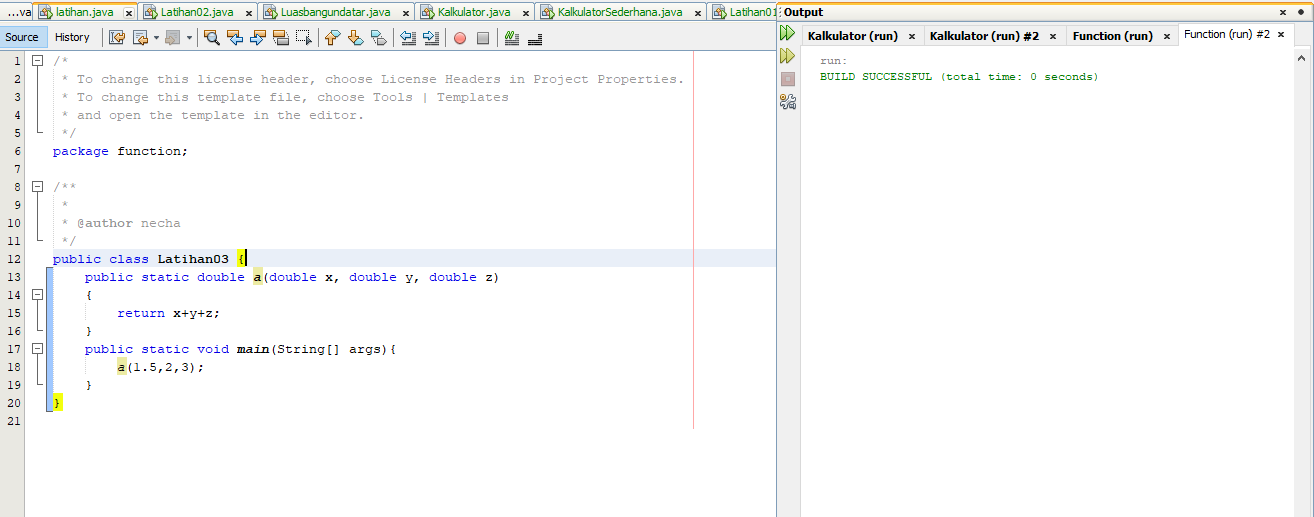 ...va latihan.java Latihan02.java Luasbangundatar.java Kalkulator.java KalkulatorSederhana.java Latihan01
Source History
1 /*
2 * To change this license header, choose License Headers in Project Properties.
3 * To change this template file, choose Tools | Templates
4 * and open the template in the editor.
5 */
6 package function;
7
8 /**
9 *
10 * @author necha
11 */
12 public class Latihan03 {
13 public static double a(double x, double y, double z)
14 {
15 return x+y+z;
16 }
17 public static void main(String[] args){
18 a(1.5,2,3);
19 }
20 }
21
Output
Kalkulator (run) Kalkulator (run) #2 Function (run) Function (run) #2
run:
BUILD SUCCESSFUL (total time: 0 seconds)